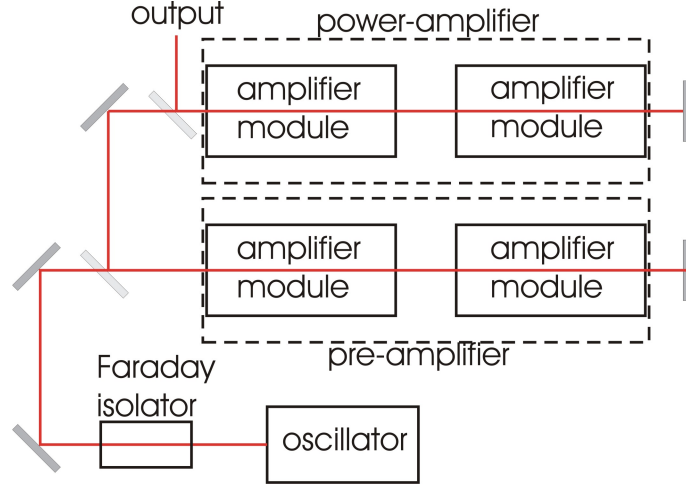 output
power-amplifier
amplifier
module
amplifier
module
amplifier
module
amplifier
module
pre-amplifier
Faraday
isolator
oscillator